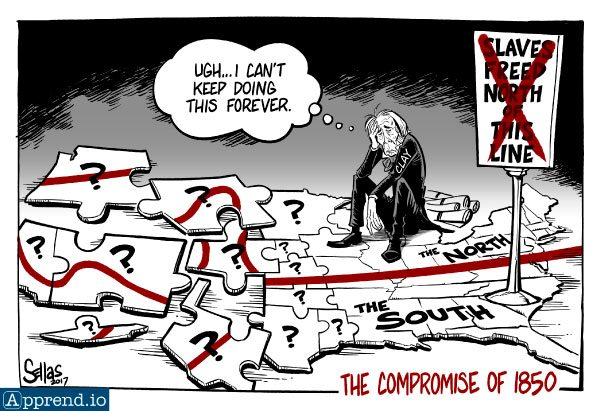 UGH...I CAN'T
KEEP DOING
THIS FOREVER.
SLAVES
FREED
NORTH
OF
THIS
LINE
CLAY
?
?
?
?
?
?
?
?
?
?
THE NORTH
THE SOUTH
Sellas
2017
THE COMPROMISE OF 1850
Apprend.io